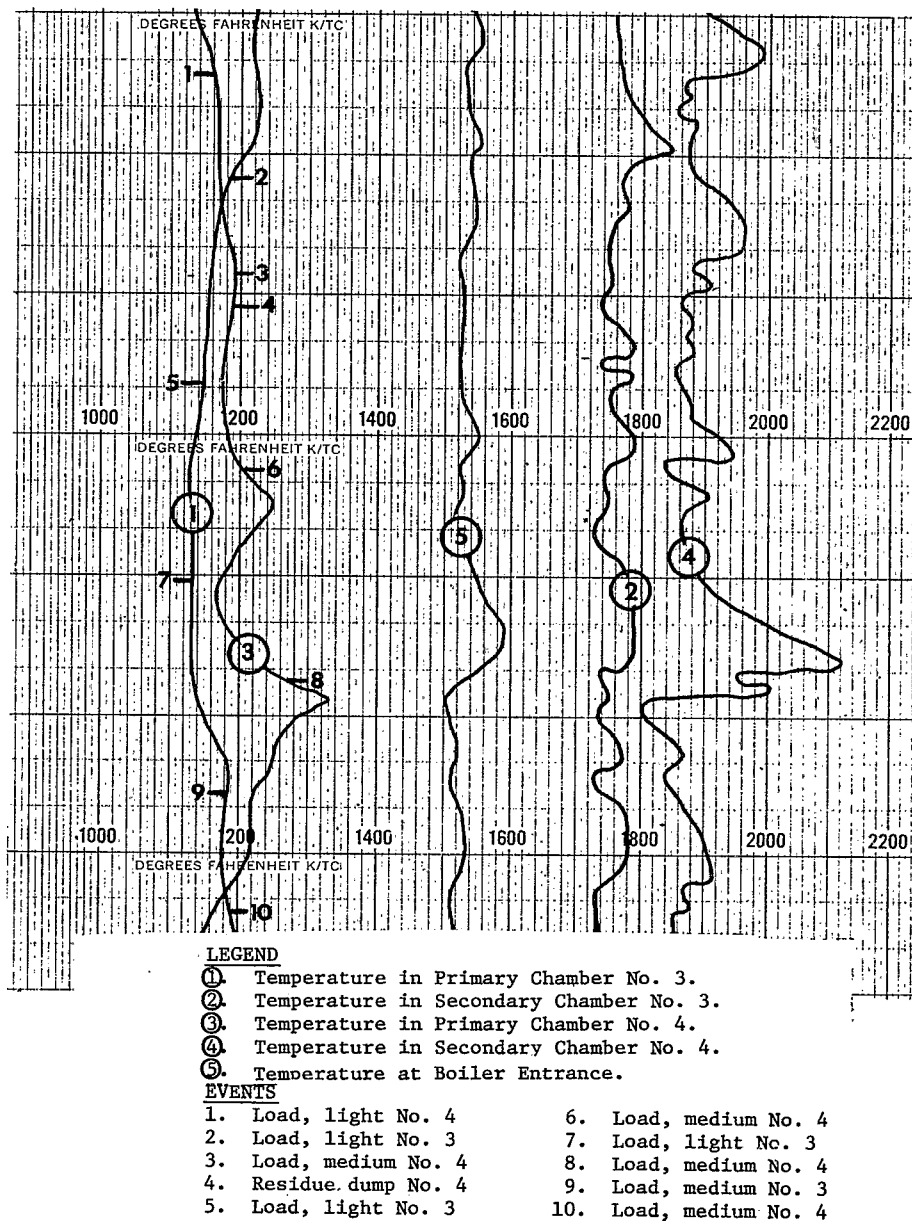 DEGREES FAHRENHEIT K/TC
1
2
3
4
5
1000 1200 1400 1600 1800 2000 2200
DEGREES FAHRENHEIT K/TC
6
1
5
4
7
2
3
8
9
1000 1200 1400 1600 1800 2000 2200
DEGREES FAHRENHEIT K/TC
10
LEGEND
①. Temperature in Primary Chamber No. 3.
②. Temperature in Secondary Chamber No. 3.
③. Temperature in Primary Chamber No. 4.
④. Temperature in Secondary Chamber No. 4.
⑤. Temperature at Boiler Entrance.
EVENTS
1. Load, light No. 4
2. Load, light No. 3
3. Load, medium No. 4
4. Residue dump No. 4
5. Load, light No. 3
6. Load, medium No. 4
7. Load, light No. 3
8. Load, medium No. 4
9. Load, medium No. 3
10. Load, medium No. 4